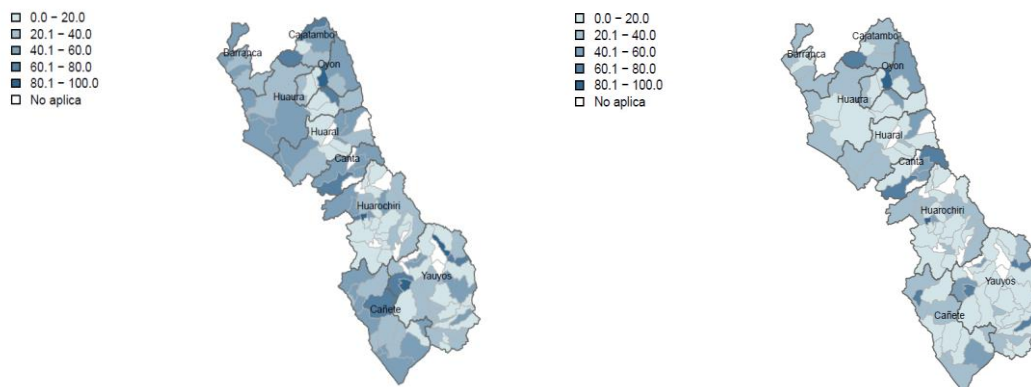 0.0 – 20.0
20.1 – 40.0
40.1 – 60.0
60.1 – 80.0
80.1 – 100.0
No aplica
Cajatambo
Barranca
Oyon
Huaura
Huaral
Canta
Huarochiri
Yauyos
Cañete
0.0 – 20.0
20.1 – 40.0
40.1 – 60.0
60.1 – 80.0
80.1 – 100.0
No aplica
Cajatambo
Barranca
Oyon
Huaura
Huaral
Canta
Huarochiri
Yauyos
Cañete